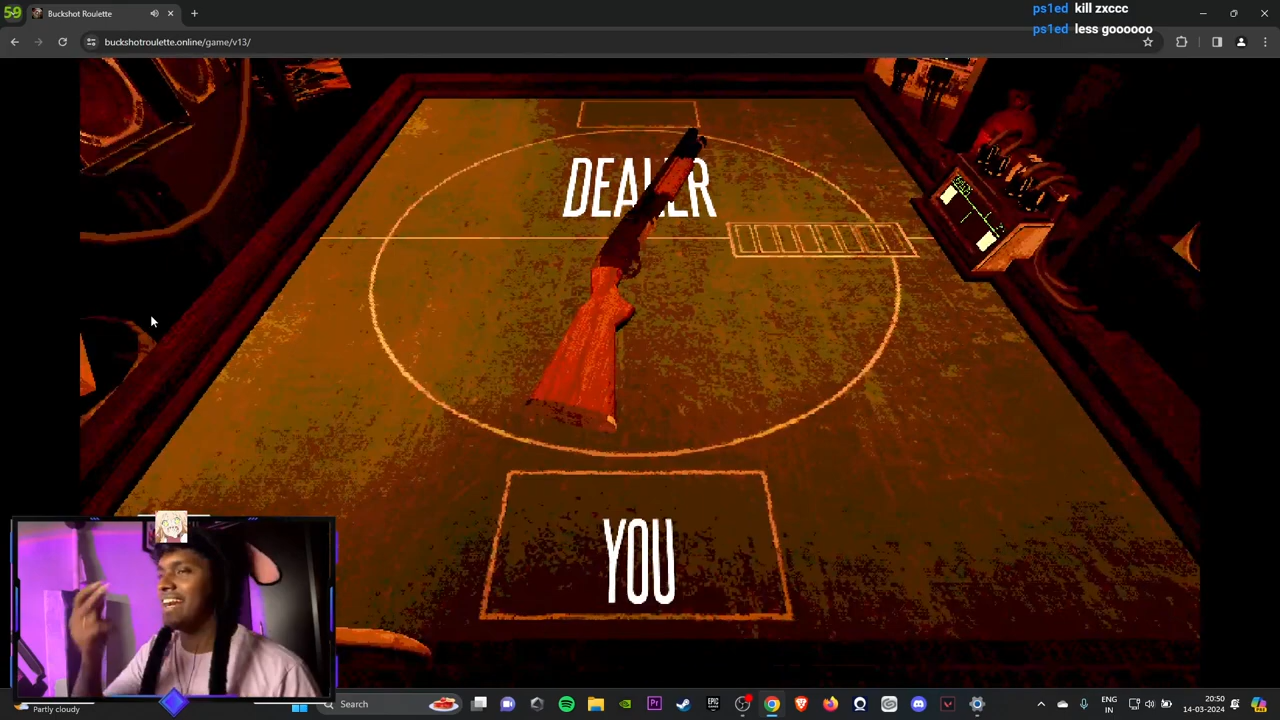 59
Buckshot Roulette
ps1ed kill zxccc
ps1ed less goooooo
buckshotroulette.online/game/v13/
DEALER
YOU
Partly cloudy
Search
ENG
IN
20:50
14-03-2024